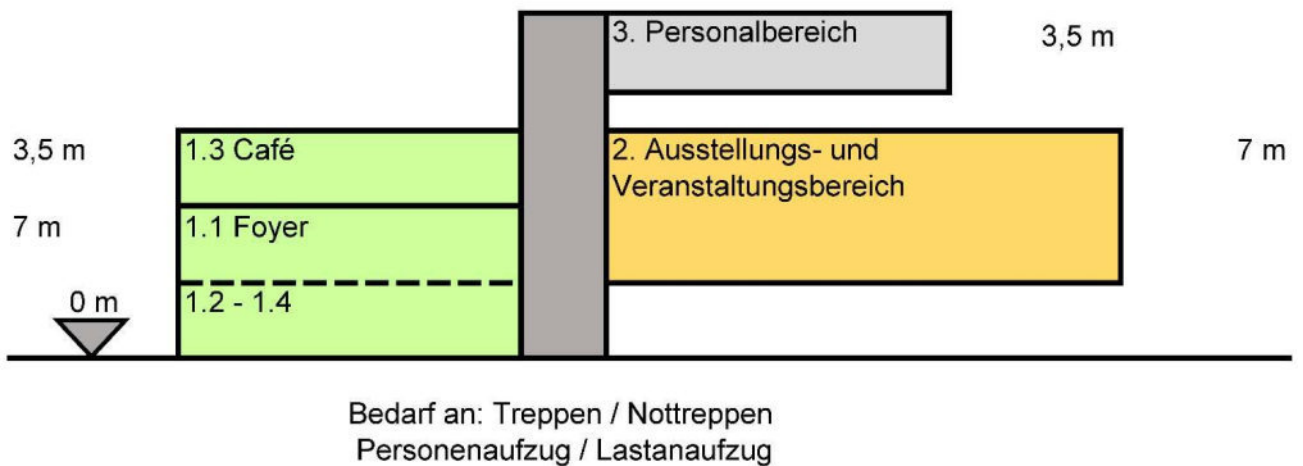 3. Personalbereich
3,5 m
3,5 m
1.3 Café
2. Ausstellungs- und
Veranstaltungsbereich
7 m
7 m
1.1 Foyer
0 m
1.2 - 1.4
Bedarf an: Treppen / Nottreppen
Personenaufzug / Lastanaufzug